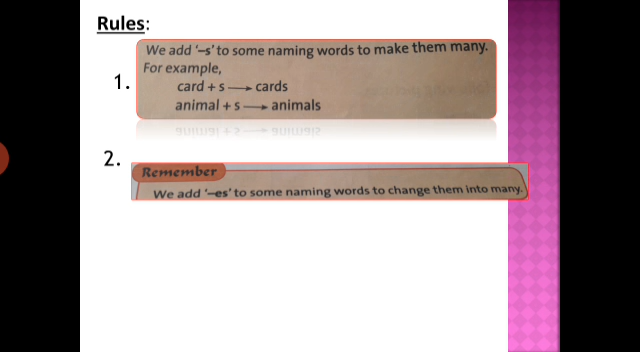 Rules:
1.
We add '–s' to some naming words to make them many.
For example,
card + s → cards
animal + s → animals
2.
Remember
We add '–es' to some naming words to change them into many.